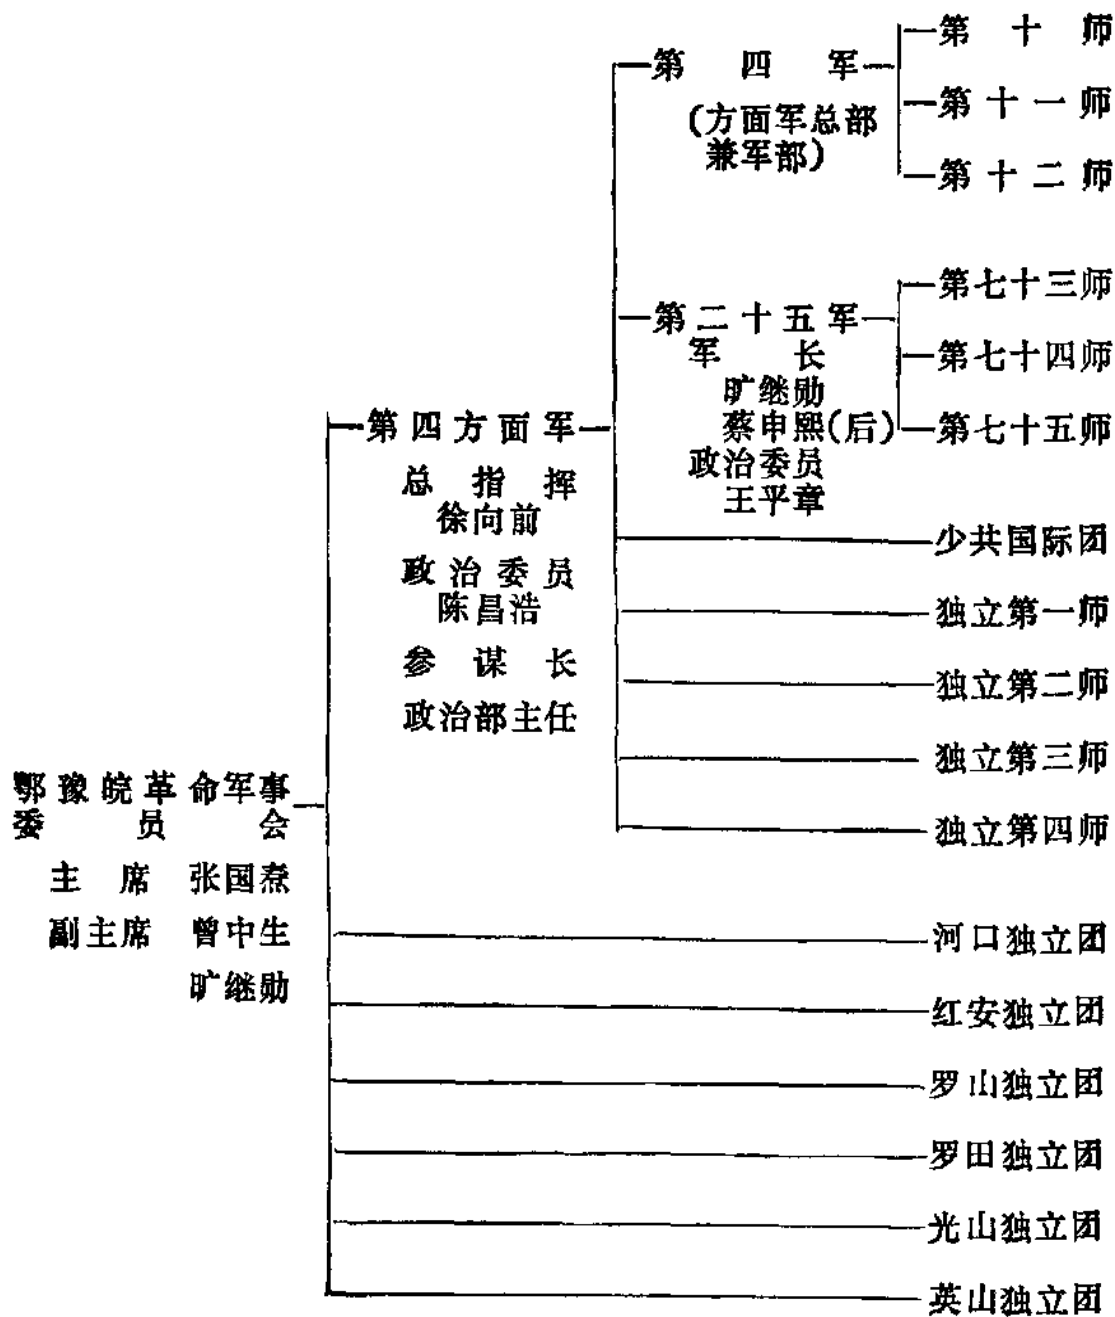 鄂豫皖革命军事
委员会
主席 张国焘
副主席 曾中生
旷继勋
第四方面军
总指挥
徐向前
政治委员
陈昌浩
参谋长
政治部主任
第四军
(方面军总部
兼军部)
第十师
第十一师
第十二师
第二十五军
军长
旷继勋
蔡申熙(后)
政治委员
王平章
第七十三师
第七十四师
第七十五师
少共国际团
独立第一师
独立第二师
独立第三师
独立第四师
河口独立团
红安独立团
罗山独立团
罗田独立团
光山独立团
英山独立团